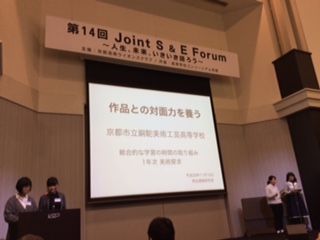 第14回 Joint S & E Forum
～人生、未来、いきいき語ろう～
作品との対面力を養う
京都市立銅駝美術工芸高等学校
総合的な学習の時間の取り組み
1年次 美術探求